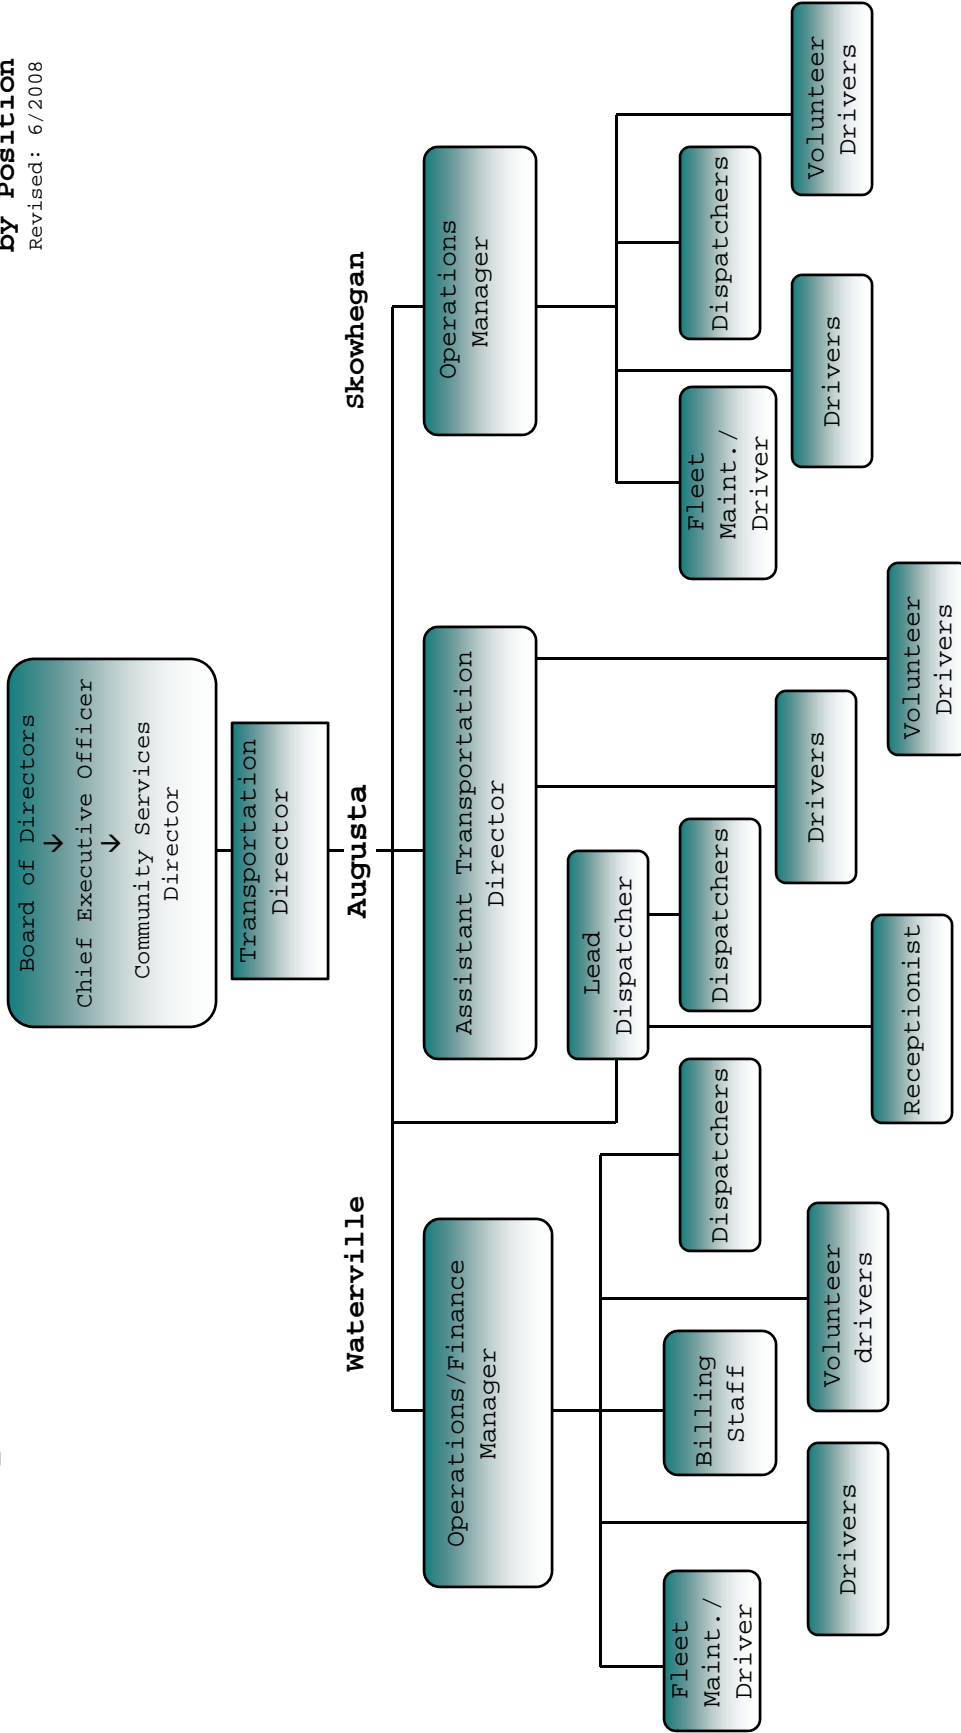 by Position
Revised: 6/2008
Board of Directors
↓
Chief Executive Officer
↓
Community Services
Director
Transportation
Director
Waterville
Augusta
Skowhegan
Operations/Finance
Manager
Assistant Transportation
Director
Operations
Manager
Lead
Dispatcher
Fleet
Maint./
Driver
Billing
Staff
Dispatchers
Dispatchers
Fleet
Maint./
Driver
Dispatchers
Drivers
Volunteer
drivers
Receptionist
Drivers
Volunteer
Drivers
Drivers
Volunteer
Drivers